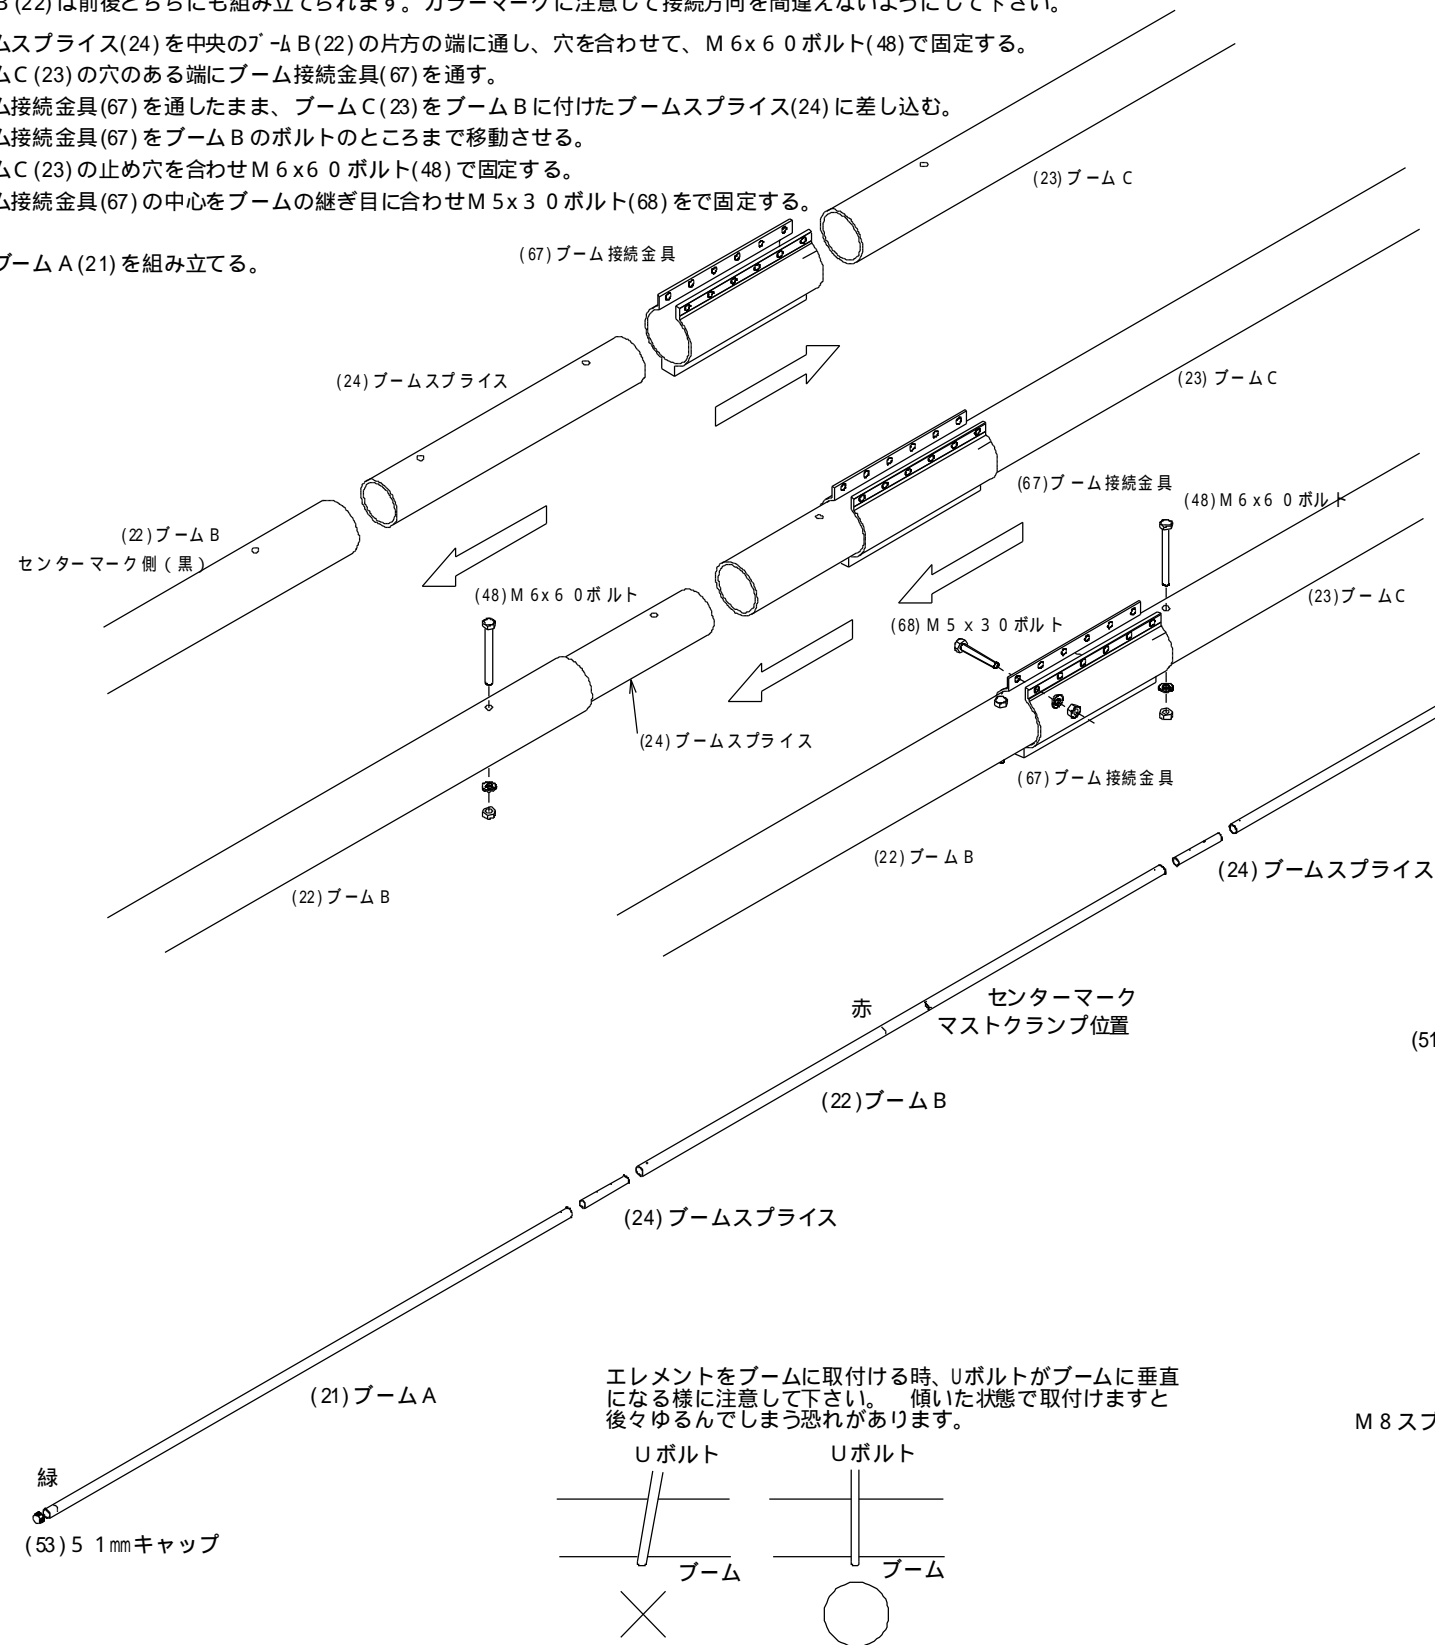 B(22)は前後どちらにも組み立てられます。カラーマークに注意して接続方向を間違えないようにして下さい。
ムスプライス(24)を中央のﾌﾞｰムB(22)の片方の端に通し、穴を合わせて、M6x60ボルト(48)で固定する。
ムC(23)の穴のある端にブーム接続金具(67)を通す。
ム接続金具(67)を通したまま、ブームC(23)をブームBに付けたブームスプライス(24)に差し込む。
ム接続金具(67)をブームBのボルトのところまで移動させる。
ムC(23)の止め穴を合わせM6x60ボルト(48)で固定する。
ム接続金具(67)の中心をブームの継ぎ目に合わせM5x30ボルト(68)をで固定する。
ブームA(21)を組み立てる。
(23)ブームC
(67)ブーム接続金具
(24)ブームスプライス
(23)ブームC
(67)ブーム接続金具
(48)M6x60ボルト
(22)ブームB
センターマーク側(黒)
(48)M6x60ボルト
(68)M5x30ボルト
(23)ブームC
(24)ブームスプライス
(67)ブーム接続金具
(22)ブームB
(22)ブームB
(24)ブームスプライス
赤
センターマーク
マストクランプ位置
(51
(22)ブームB
(24)ブームスプライス
(21)ブームA
エレメントをブームに取付ける時、Uボルトがブームに垂直
になる様に注意して下さい。 傾いた状態で取付けますと
後々ゆるんでしまう恐れがあります。
M8スプ
Uボルト
Uボルト
緑
(53)51㎜キャップ
ブーム
ブーム